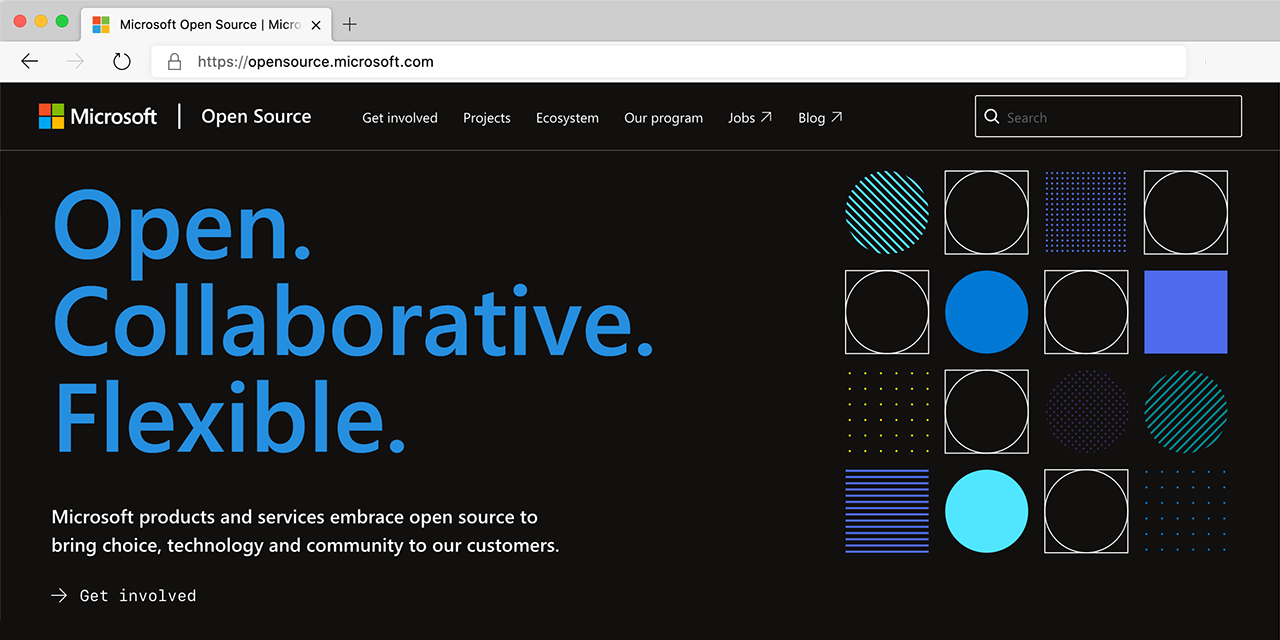 Microsoft Open Source | Micro
https://opensource.microsoft.com
Microsoft | Open Source Get involved Projects Ecosystem Our program Jobs Blog Search
Open.
Collaborative.
Flexible.
Microsoft products and services embrace open source to
bring choice, technology and community to our customers.
Get involved